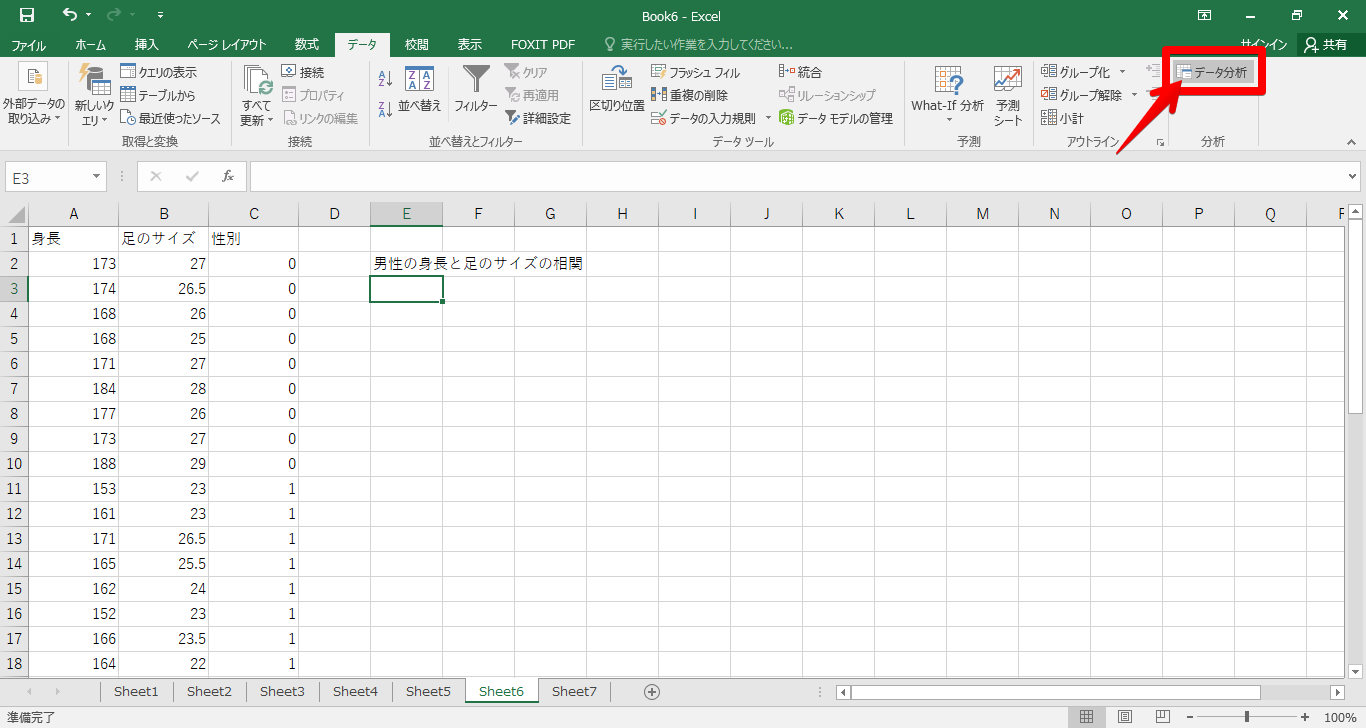 Book6 - Excel
ファイル ホーム 挿入 ページ レイアウト 数式 データ 校閲 表示 FOXIT PDF 実行したい作業を入力してください... サインイン 共有
外部データの
取り込み
新しいク
エリ
クエリの表示
テーブルから
最近使ったソース
取得と変換
すべて
更新
接続
プロパティ
リンクの編集
接続
並べ替え
フィルター
クリア
再適用
詳細設定
並べ替えとフィルター
区切り位置
フラッシュ フィル
重複の削除
データの入力規則
統合
リレーションシップ
データ モデルの管理
データ ツール
What-If 分析
予測
シート
予測
グループ化
グループ解除
小計
アウトライン
データ分析
分析
E3 fx
A B C D E F G H I J K L M N O P Q
1 身長 足のサイズ 性別
2 173 27 0 男性の身長と足のサイズの相関
3 174 26.5 0
4 168 26 0
5 168 25 0
6 171 27 0
7 184 28 0
8 177 26 0
9 173 27 0
10 188 29 0
11 153 23 1
12 161 23 1
13 171 26.5 1
14 165 25.5 1
15 162 24 1
16 152 23 1
17 166 23.5 1
18 164 22 1
Sheet1 Sheet2 Sheet3 Sheet4 Sheet5 Sheet6 Sheet7
準備完了 100%